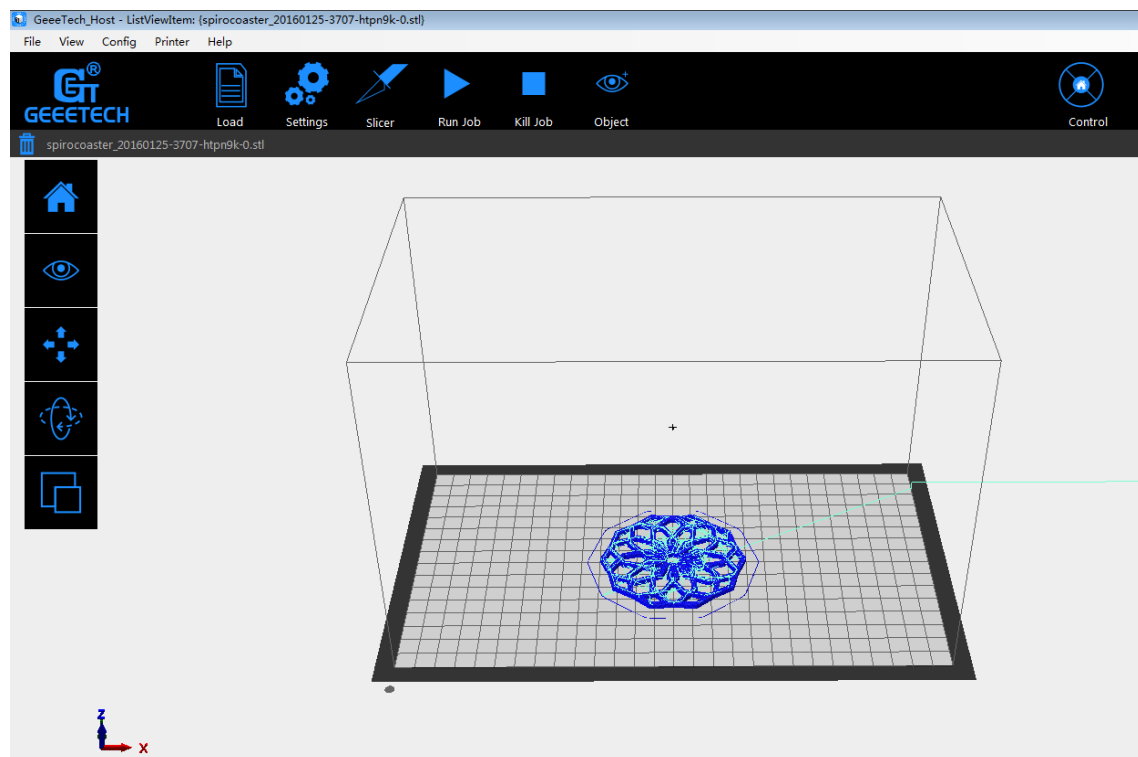 GeeeTech_Host - ListViewItem: {spirocoaster_20160125-3707-htpn9k-0.stl}
File View Config Printer Help
GT®
GEEETECH
Load Settings Slicer Run Job Kill Job Object Control
spirocoaster_20160125-3707-htpn9k-0.stl
Z
X